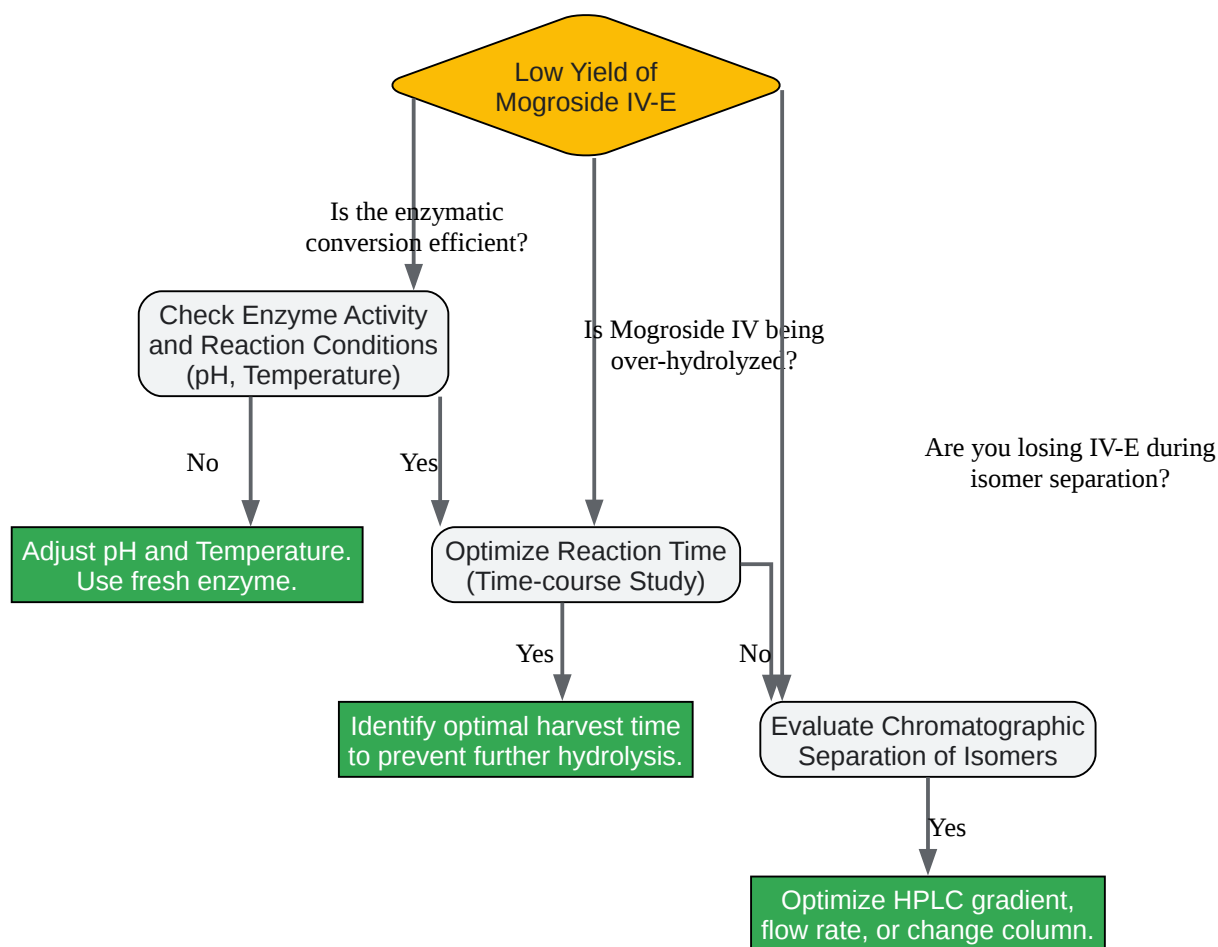 Low Yield of
Mogroside IV-E
Is the enzymatic
conversion efficient?
Check Enzyme Activity
and Reaction Conditions
(pH, Temperature)
Is Mogroside IV being
over-hydrolyzed?
Are you losing IV-E during
isomer separation?
No
Yes
Adjust pH and Temperature.
Use fresh enzyme.
Optimize Reaction Time
(Time-course Study)
Yes
No
Identify optimal harvest time
to prevent further hydrolysis.
Evaluate Chromatographic
Separation of Isomers
Yes
Optimize HPLC gradient,
flow rate, or change column.